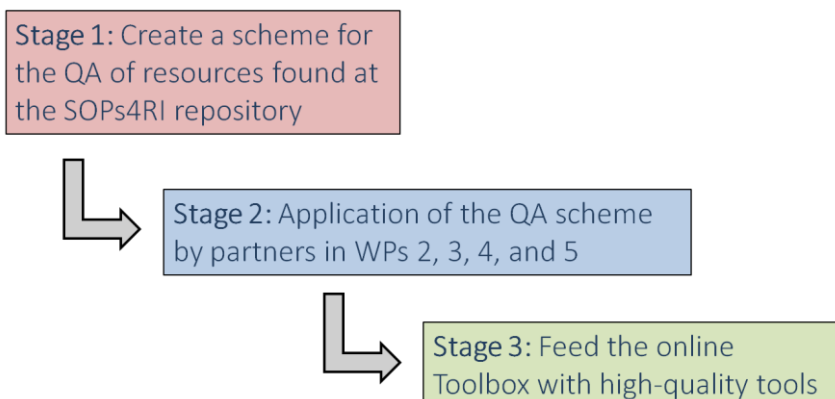 Stage 1: Create a scheme for
the QA of resources found at
the SOPs4RI repository
Stage 2: Application of the QA scheme
by partners in WPs 2, 3, 4, and 5
Stage 3: Feed the online
Toolbox with high-quality tools